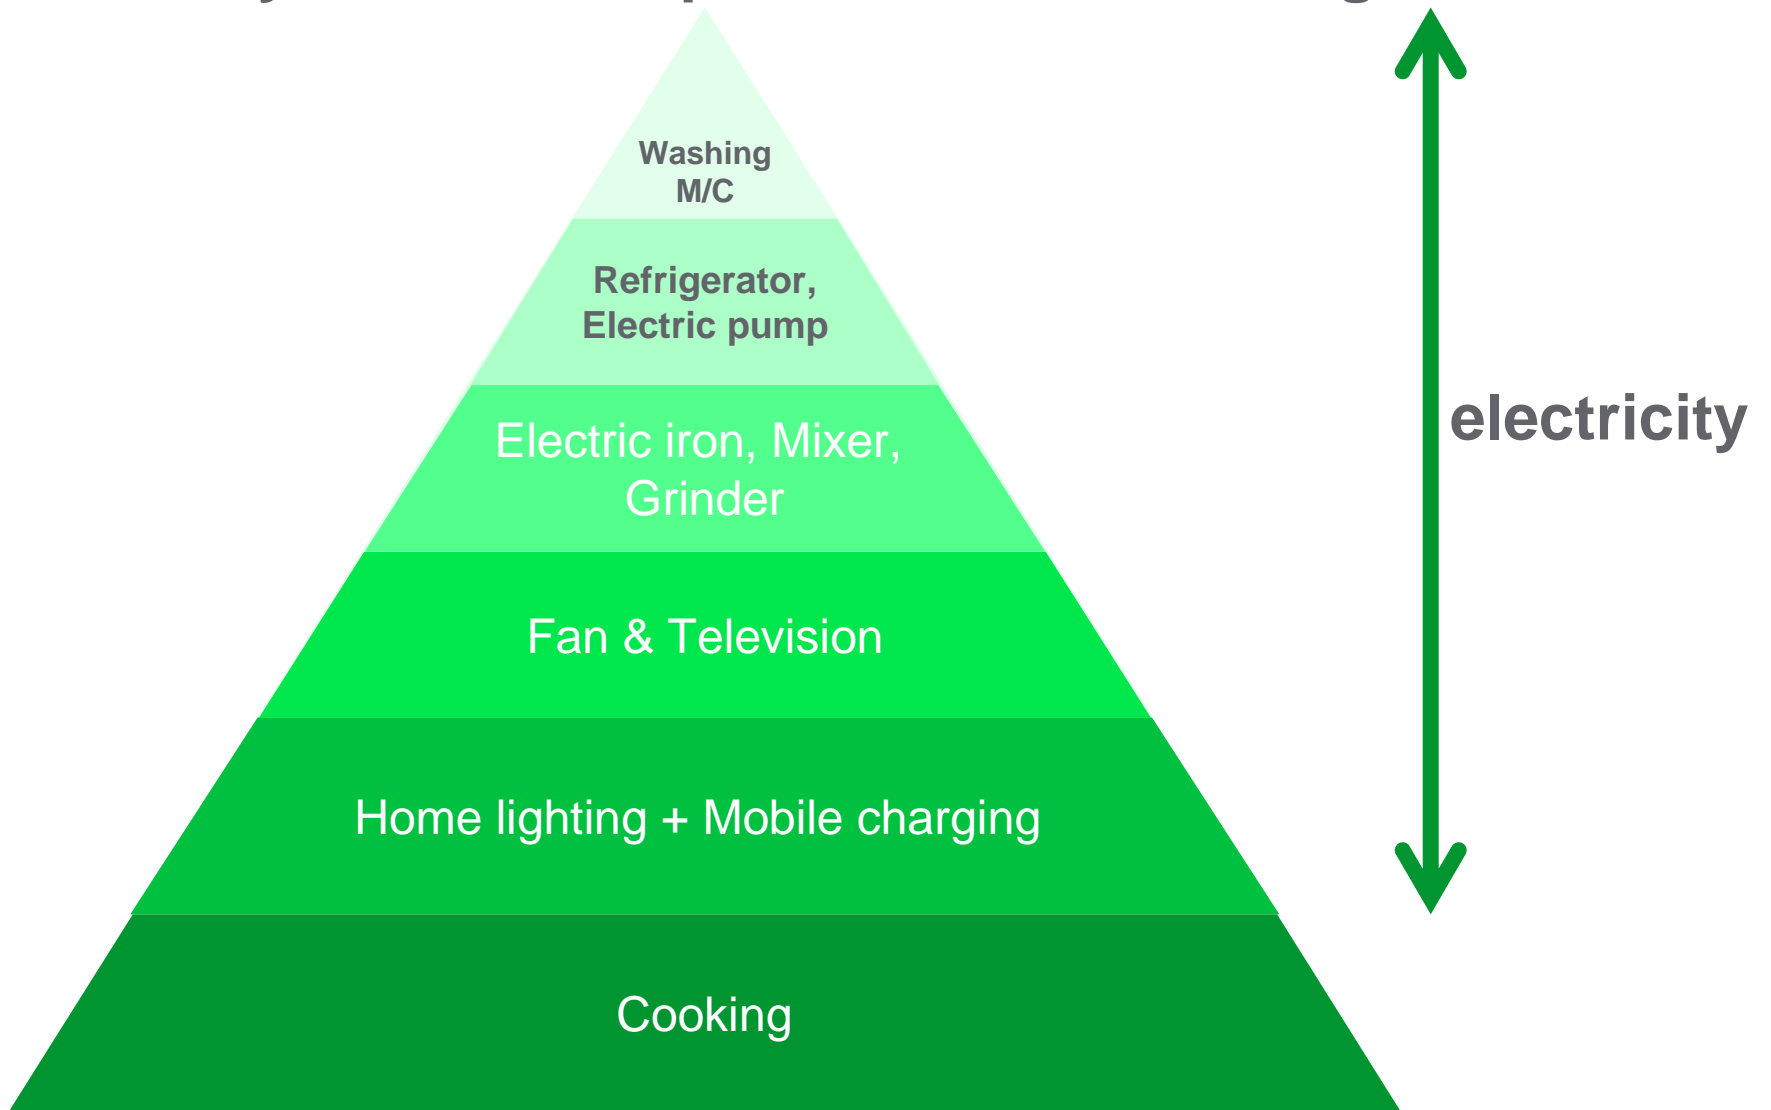 Washing
M/C
Refrigerator,
Electric pump
Electric iron, Mixer,
Grinder
electricity
Fan & Television
Home lighting + Mobile charging
Cooking